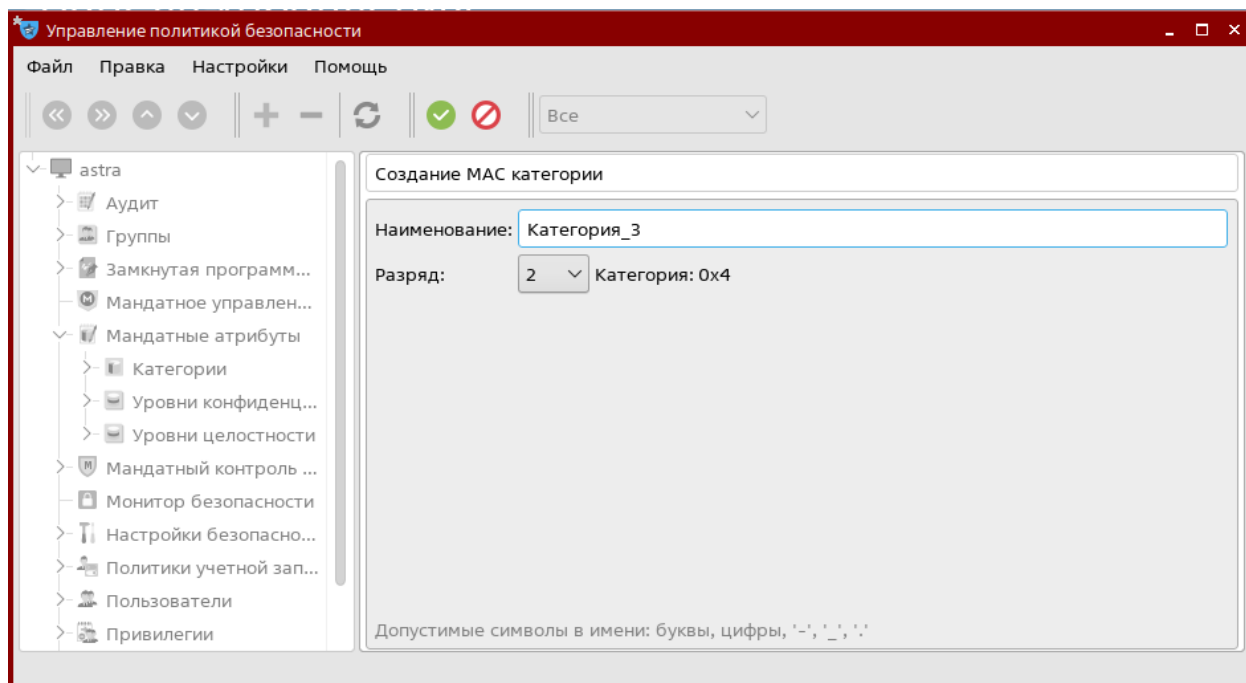 Управление политикой безопасности
Файл Правка Настройки Помощь
Все
astra
Аудит
Группы
Замкнутая программ...
Мандатное управлен...
Мандатные атрибуты
Категории
Уровни конфиденц...
Уровни целостности
Мандатный контроль ...
Монитор безопасности
Настройки безопасно...
Политики учетной зап...
Пользователи
Привилегии
Создание МАС категории
Наименование: Категория_3
Разряд: 2 Категория: 0x4
Допустимые символы в имени: буквы, цифры, '-', '_', '.'